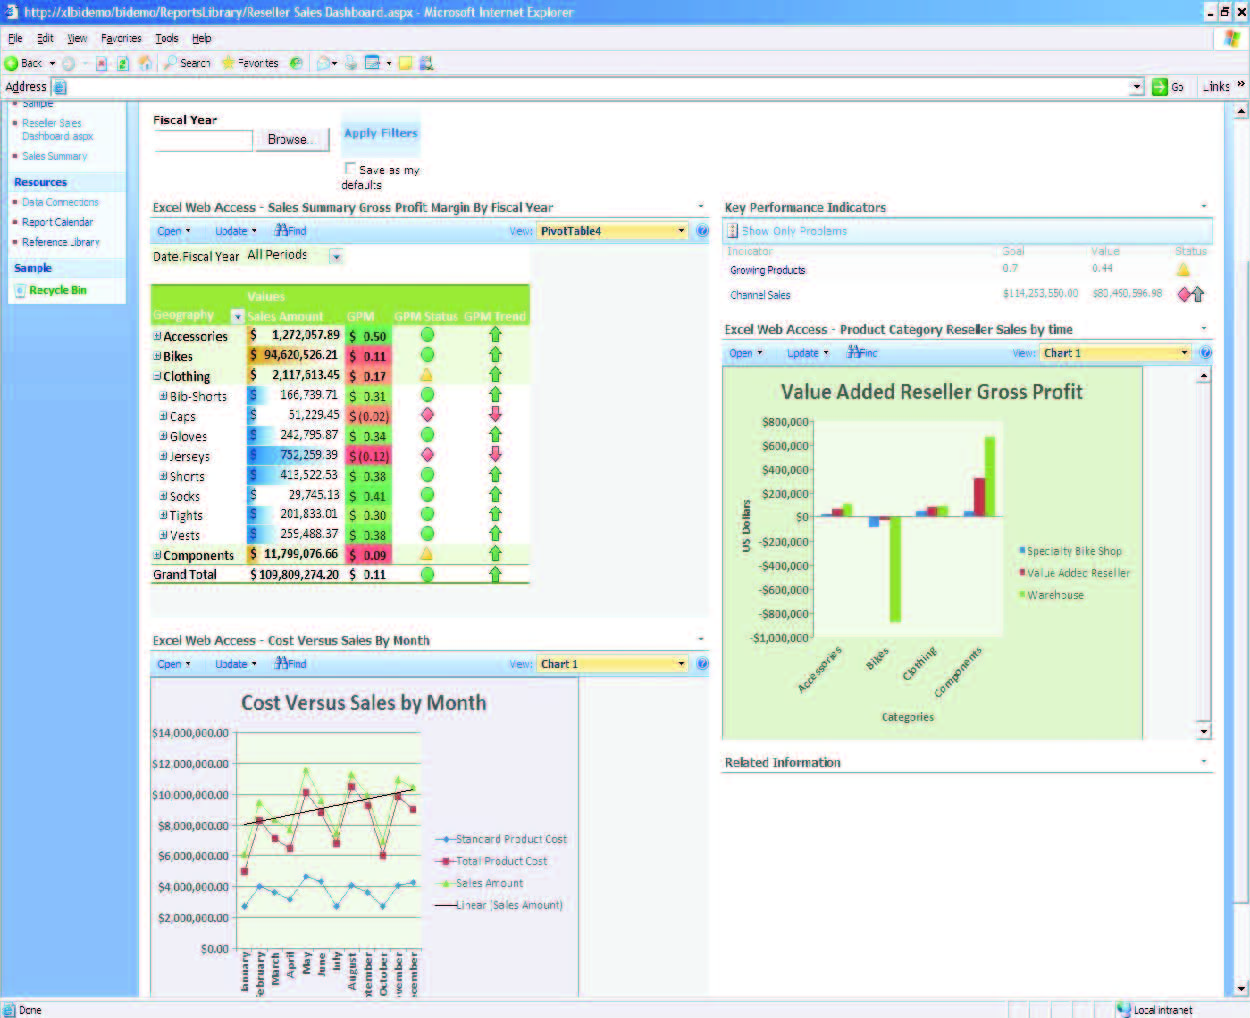 http://xlbidemo/bidemo/ReportsLibrary/Reseller Sales Dashboard.aspx - Microsoft Internet Explorer
File Edit View Favorites Tools Help
Back Search Favorites
Address Go Links »
Sample
Reseller Sales
Dashboard.aspx
Sales Summary
Resources
Data Connections
Report Calendar
Reference Library
Sample
Recycle Bin
Fiscal Year
Browse... Apply Filters
Save as my
defaults
Excel Web Access - Sales Summary Gross Profit Margin By Fiscal Year
Open Update Find View: PivotTable4
Date.Fiscal Year All Periods
Values
Geography Sales Amount GPM GPM Status GPM Trend
Accessories $ 1,272,057.89 $ 0.50
Bikes $ 94,620,526.21 $ 0.11
Clothing $ 2,117,613.45 $ 0.17
Bib-Shorts $ 166,739.71 $ 0.31
Caps $ 51,229.45 $ (0.02)
Gloves $ 242,795.87 $ 0.34
Jerseys $ 752,259.39 $ (0.12)
Shorts $ 413,522.53 $ 0.38
Socks $ 29,745.13 $ 0.41
Tights $ 201,833.01 $ 0.30
Vests $ 259,488.37 $ 0.38
Components $ 11,799,076.66 $ 0.09
Grand Total $ 109,809,274.20 $ 0.11
Excel Web Access - Cost Versus Sales By Month
Open Update Find View: Chart 1
Cost Versus Sales by Month
$14,000,000.00
$12,000,000.00
$10,000,000.00
$8,000,000.00
$6,000,000.00
$4,000,000.00
$2,000,000.00
$0.00
January
February
March
April
May
June
July
August
September
October
November
December
Standard Product Cost
Total Product Cost
Sales Amount
Linear (Sales Amount)
Key Performance Indicators
Show Only Problems
Indicator Goal Value Status
Growing Products 0.7 0.44
Channel Sales $114,253,550.00 $80,450,596.98
Excel Web Access - Product Category Reseller Sales by time
Open Update Find View: Chart 1
Value Added Reseller Gross Profit
$800,000
$600,000
$400,000
$200,000
$0
-$200,000
-$400,000
-$600,000
-$800,000
-$1,000,000
US Dollars
Accessories
Bikes
Clothing
Components
Categories
Specialty Bike Shop
Value Added Reseller
Warehouse
Related Information
Done Local intranet